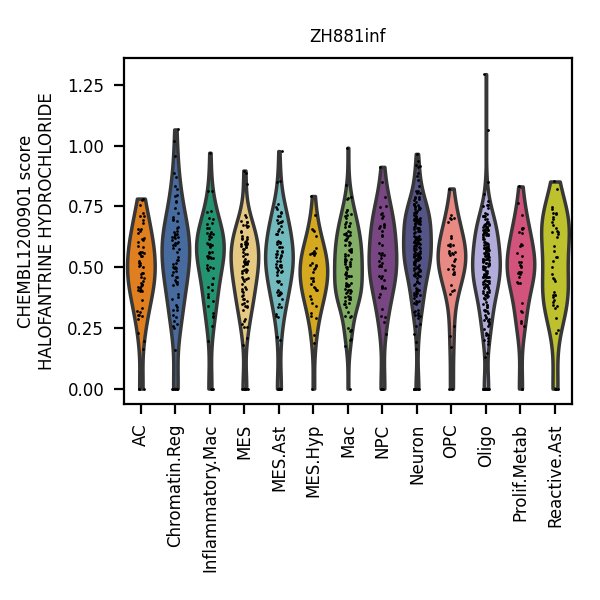 ZH881inf
CHEMBL1200901 score
HALOFANTRINE HYDROCHLORIDE
1.25
1.00
0.75
0.50
0.25
0.00
AC
Chromatin.Reg
Inflammatory.Mac
MES
MES.Ast
MES.Hyp
Mac
NPC
Neuron
OPC
Oligo
Prolif.Metab
Reactive.Ast